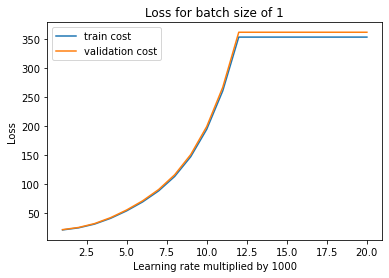 Loss for batch size of 1
train cost
validation cost
Loss
350
300
250
200
150
100
50
2.5 5.0 7.5 10.0 12.5 15.0 17.5 20.0
Learning rate multiplied by 1000